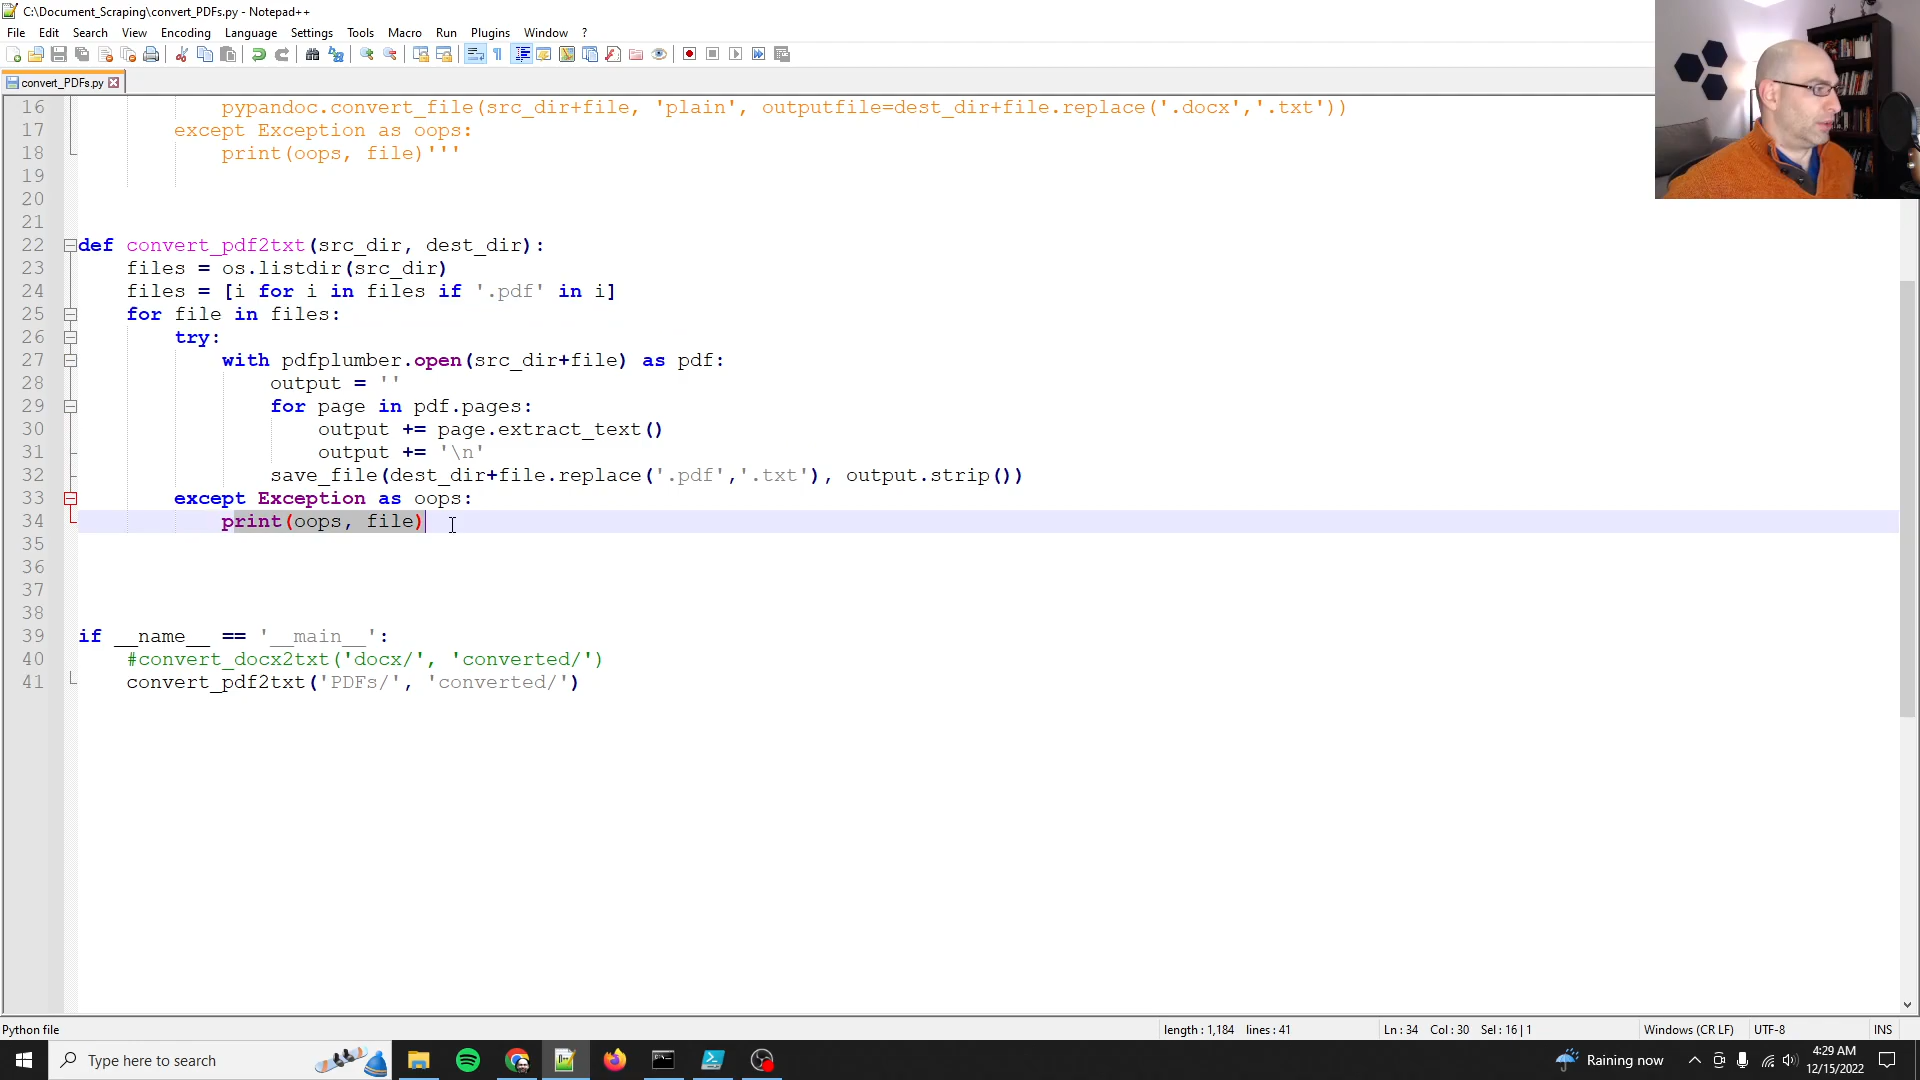 C:\Document_Scraping\convert_PDFs.py - Notepad++
File Edit Search View Encoding Language Settings Tools Macro Run Plugins Window ?
convert_PDFs.py
16 pypandoc.convert_file(src_dir+file, 'plain', outputfile=dest_dir+file.replace('.docx','.txt'))
17 except Exception as oops:
18 print(oops, file)'''
19
20
21
22 def convert_pdf2txt(src_dir, dest_dir):
23 files = os.listdir(src_dir)
24 files = [i for i in files if '.pdf' in i]
25 for file in files:
26 try:
27 with pdfplumber.open(src_dir+file) as pdf:
28 output = ''
29 for page in pdf.pages:
30 output += page.extract_text()
31 output += '\n'
32 save_file(dest_dir+file.replace('.pdf','.txt'), output.strip())
33 except Exception as oops:
34 print(oops, file)
35
36
37
38
39 if __name__ == '__main__':
40 #convert_docx2txt('docx/', 'converted/')
41 convert_pdf2txt('PDFs/', 'converted/')
Python file length : 1,184 lines : 41 Ln : 34 Col : 30 Sel : 16 | 1 Windows (CR LF) UTF-8 INS
Type here to search Raining now 4:29 AM
12/15/2022